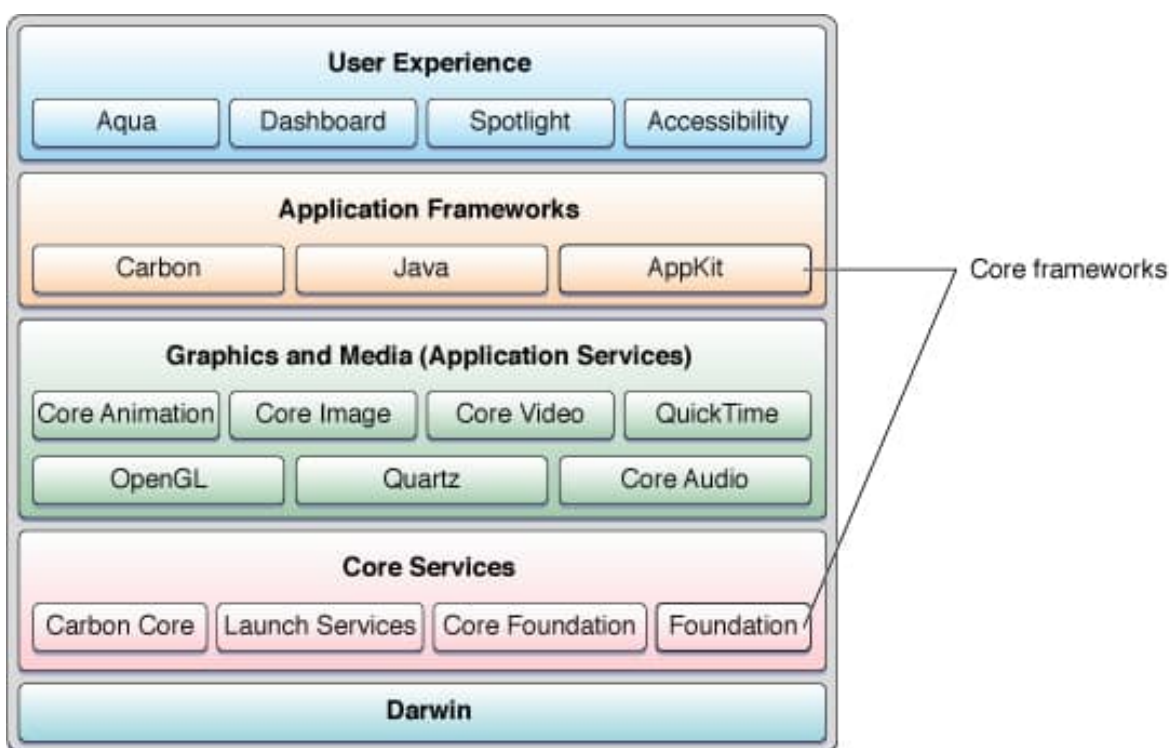 User Experience
Aqua Dashboard Spotlight Accessibility
Application Frameworks
Carbon Java AppKit
Core frameworks
Graphics and Media (Application Services)
Core Animation Core Image Core Video QuickTime
OpenGL Quartz Core Audio
Core Services
Carbon Core Launch Services Core Foundation Foundation
Darwin